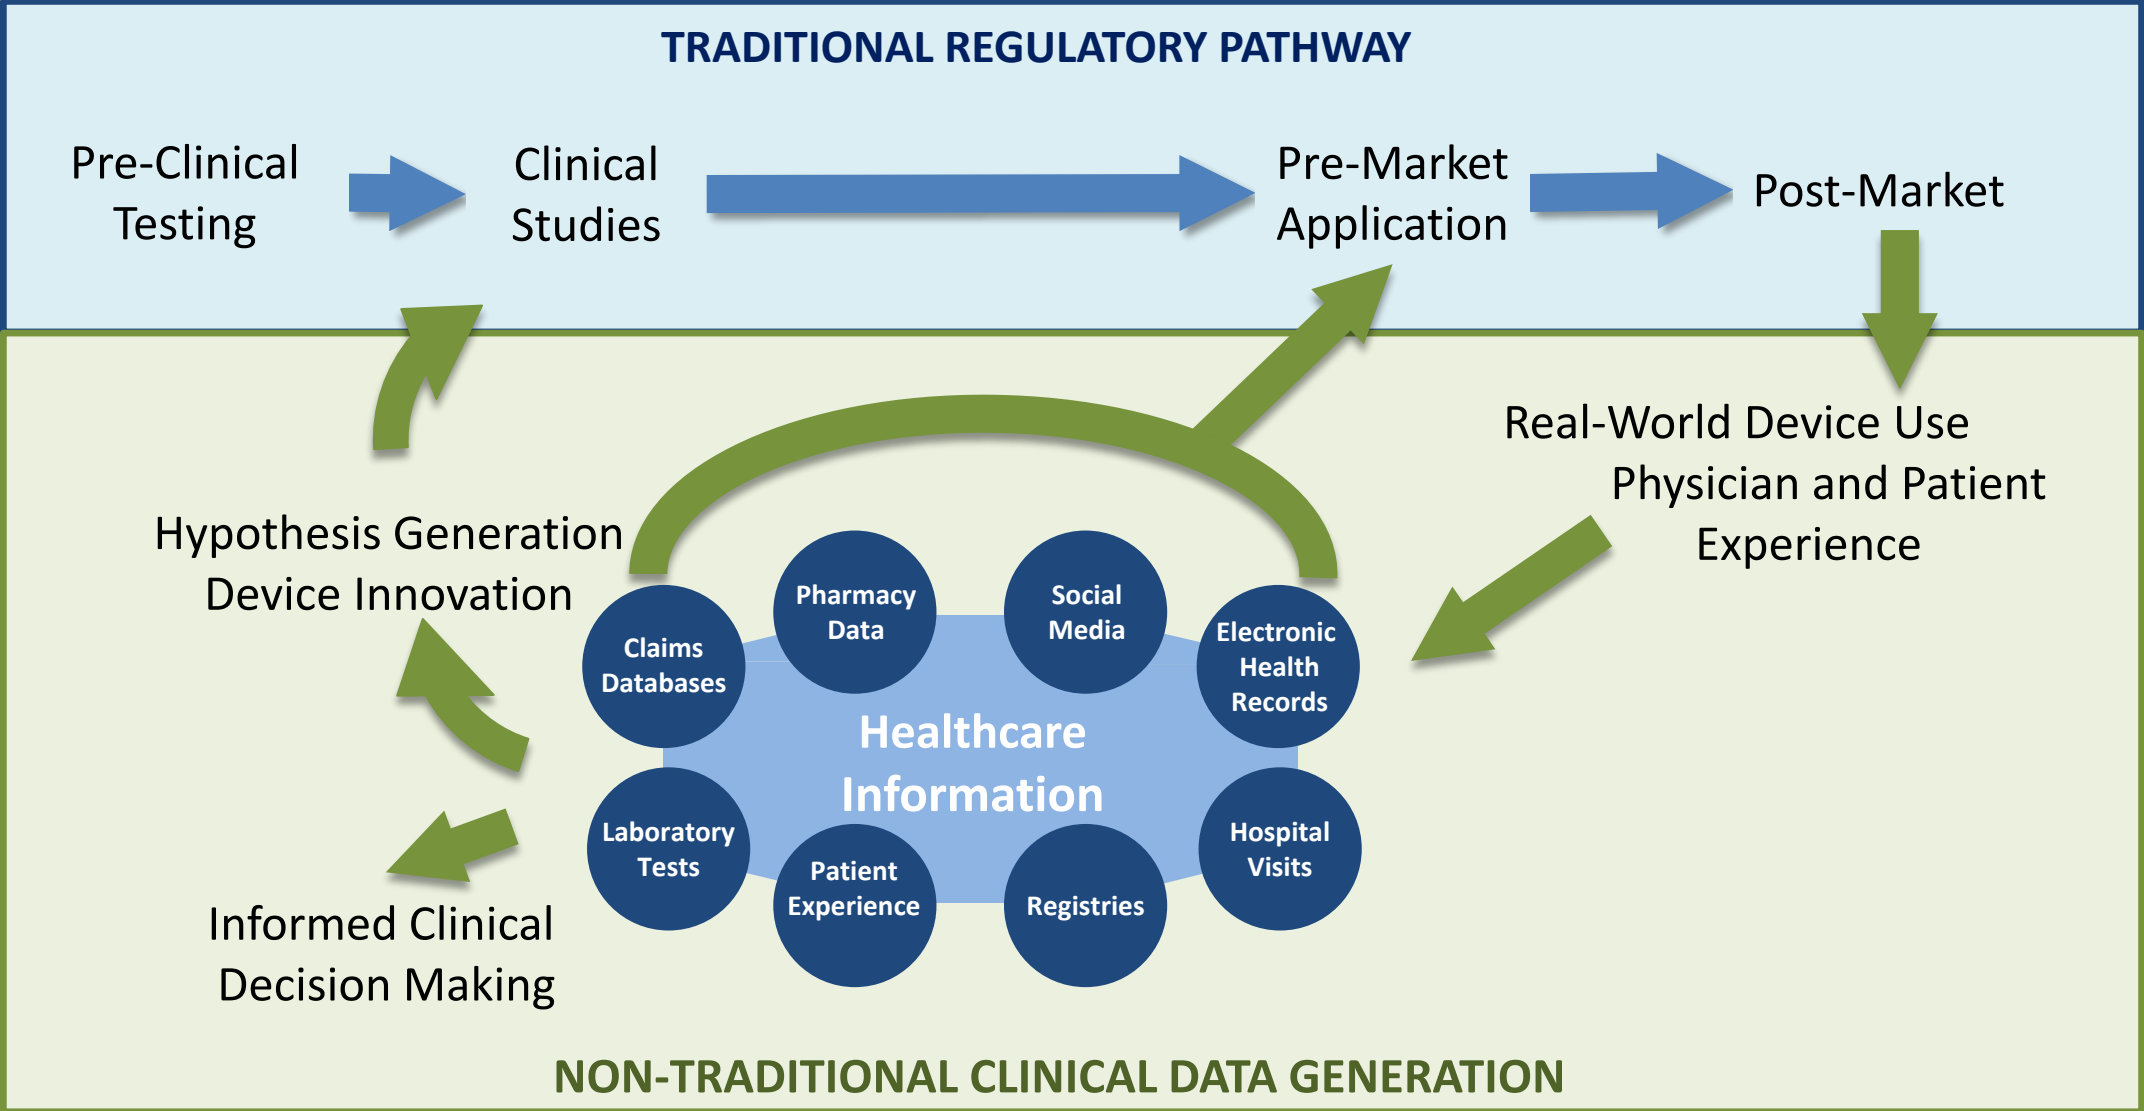 TRADITIONAL REGULATORY PATHWAY
Pre-Clinical
Testing
Clinical
Studies
Pre-Market
Application
Post-Market
Real-World Device Use
Physician and Patient
Experience
Hypothesis Generation
Device Innovation
Pharmacy
Data
Social
Media
Claims
Databases
Electronic
Health
Records
Healthcare
Information
Laboratory
Tests
Patient
Experience
Registries
Hospital
Visits
Informed Clinical
Decision Making
NON-TRADITIONAL CLINICAL DATA GENERATION